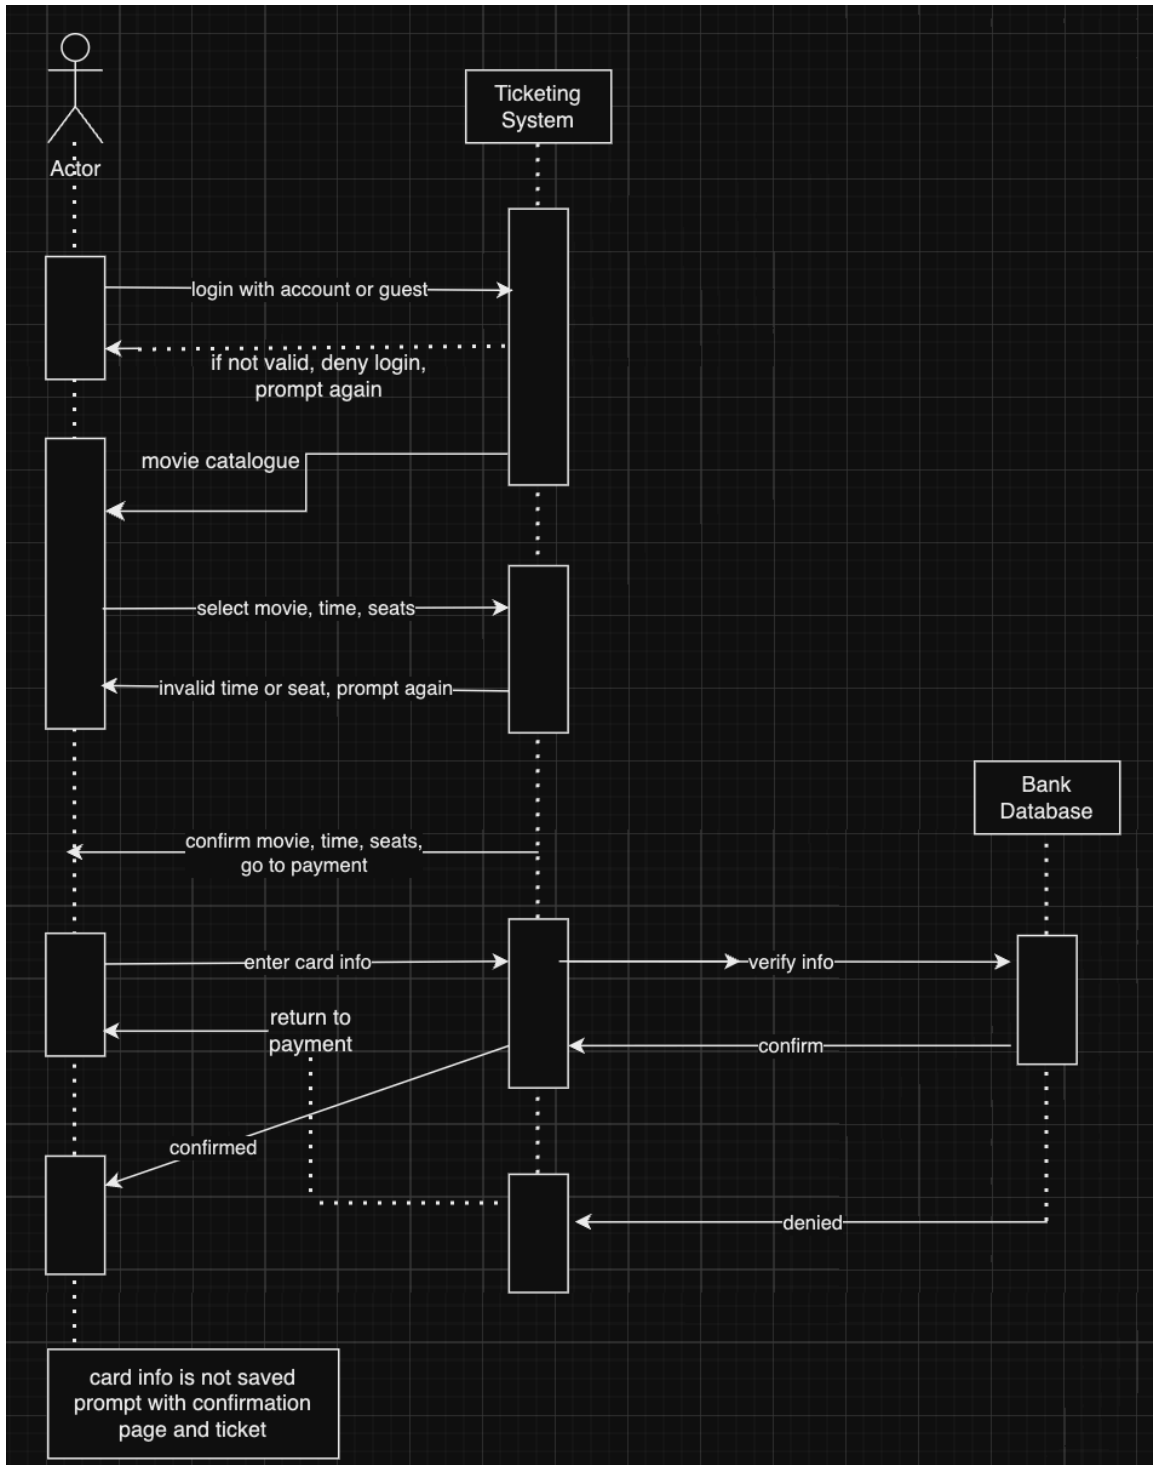 Actor
Ticketing
System
login with account or guest
if not valid, deny login,
prompt again
movie catalogue
select movie, time, seats
invalid time or seat, prompt again
Bank
Database
confirm movie, time, seats,
go to payment
enter card info
verify info
return to
payment
confirm
confirmed
denied
card info is not saved
prompt with confirmation
page and ticket